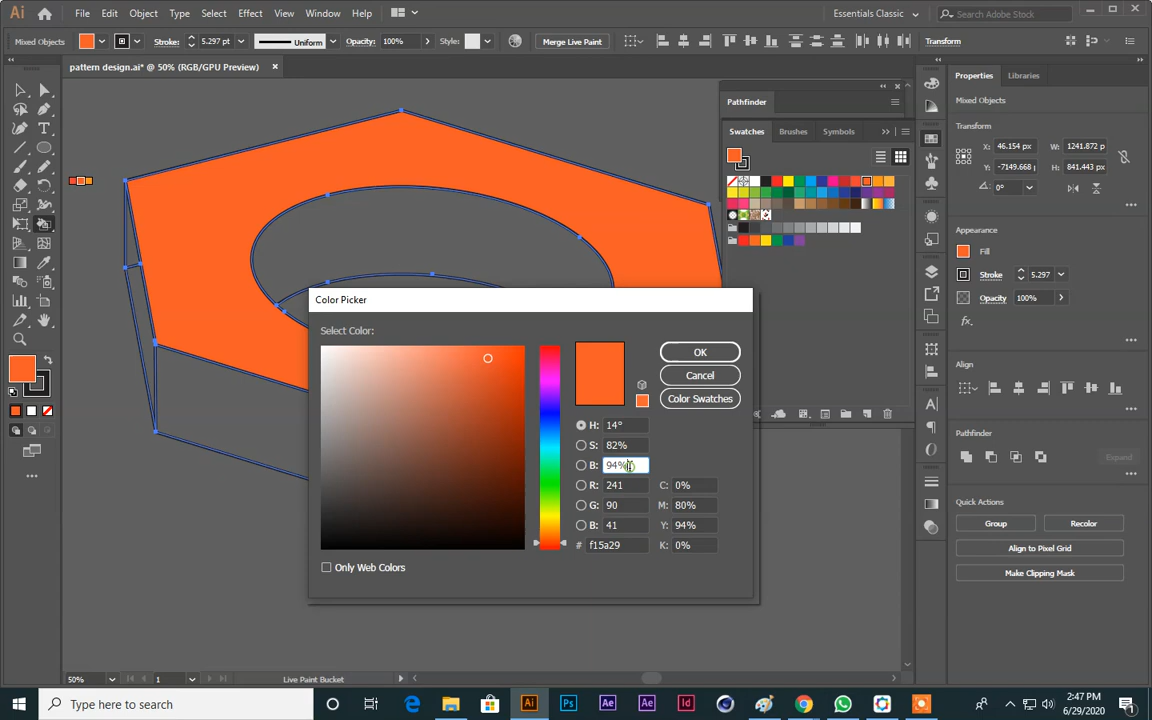 Ai File Edit Object Type Select Effect View Window Help Essentials Classic Search Adobe Stock
Mixed Objects Stroke: 5.297 pt Uniform Opacity: 100% Style: Merge Live Paint Transform
pattern design.ai* @ 50% (RGB/GPU Preview) × Properties Libraries
Pathfinder
Mixed Objects
Transform
Swatches Brushes Symbols
X: 46.154 px W: 1241.872 p
Y: -7149.668 p H: 841.443 px
0°
Appearance
Fill
Stroke 5.297
Opacity 100%
fx
Align
Pathfinder
Expand
Quick Actions
Group Recolor
Align to Pixel Grid
Make Clipping Mask
Color Picker
Select Color:
OK
Cancel
Color Swatches
H: 14°
S: 82%
B: 94%
R: 241 C: 0%
G: 90 M: 80%
B: 41 Y: 94%
# f15a29 K: 0%
Only Web Colors
50% 1 Live Paint Bucket
Type here to search
2:47 PM
6/29/2020